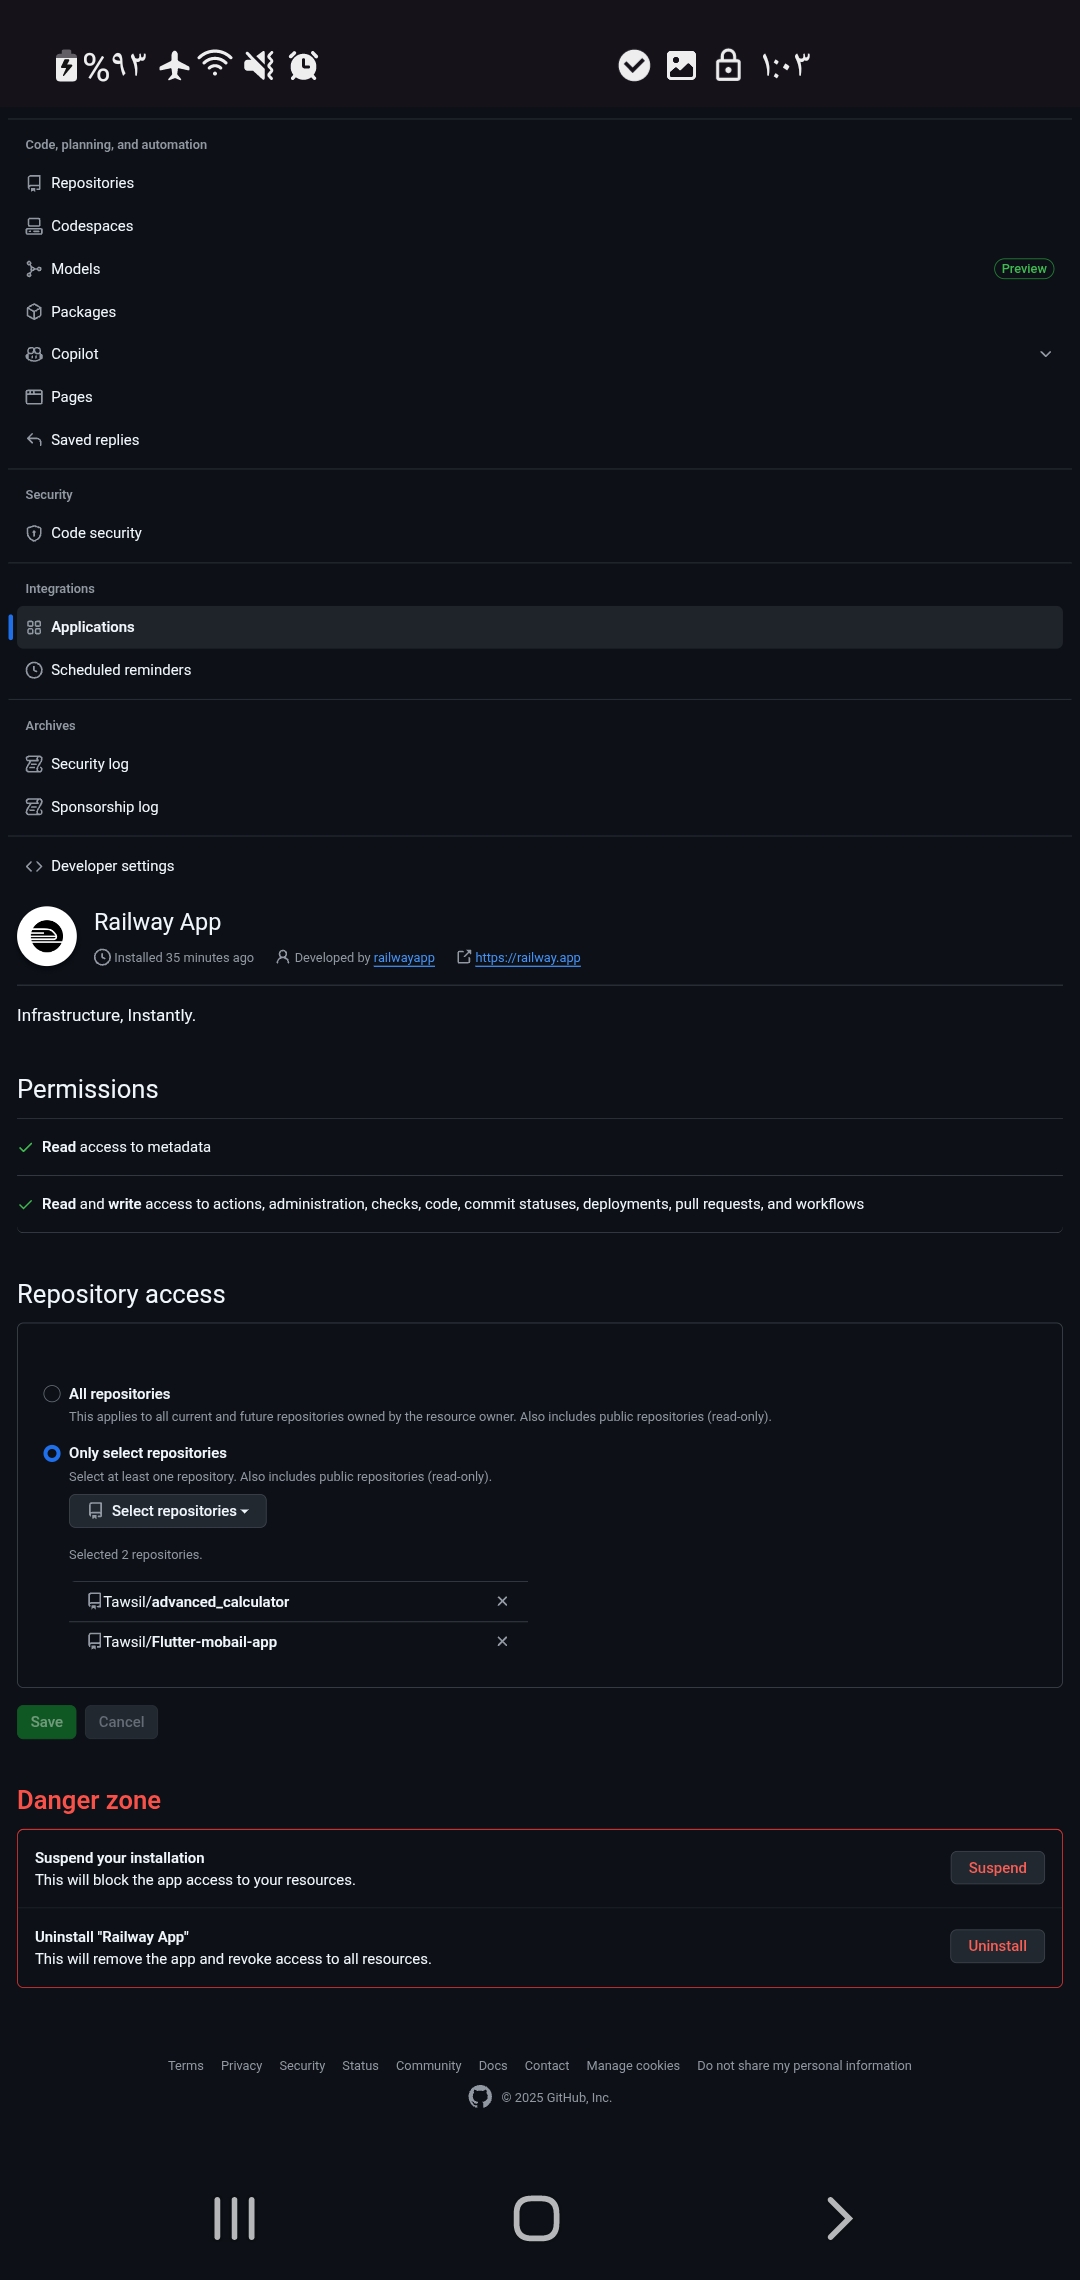 %٩٣ ١:٠٣
Code, planning, and automation
Repositories
Codespaces
Models Preview
Packages
Copilot
Pages
Saved replies
Security
Code security
Integrations
Applications
Scheduled reminders
Archives
Security log
Sponsorship log
Developer settings
Railway App
Installed 35 minutes ago Developed by railwayapp https://railway.app
Infrastructure, Instantly.
Permissions
Read access to metadata
Read and write access to actions, administration, checks, code, commit statuses, deployments, pull requests, and workflows
Repository access
All repositories
This applies to all current and future repositories owned by the resource owner. Also includes public repositories (read-only).
Only select repositories
Select at least one repository. Also includes public repositories (read-only).
Select repositories
Selected 2 repositories.
Tawsil/advanced_calculator
Tawsil/Flutter-mobail-app
Save Cancel
Danger zone
Suspend your installation
This will block the app access to your resources.
Suspend
Uninstall "Railway App"
This will remove the app and revoke access to all resources.
Uninstall
Terms Privacy Security Status Community Docs Contact Manage cookies Do not share my personal information
© 2025 GitHub, Inc.